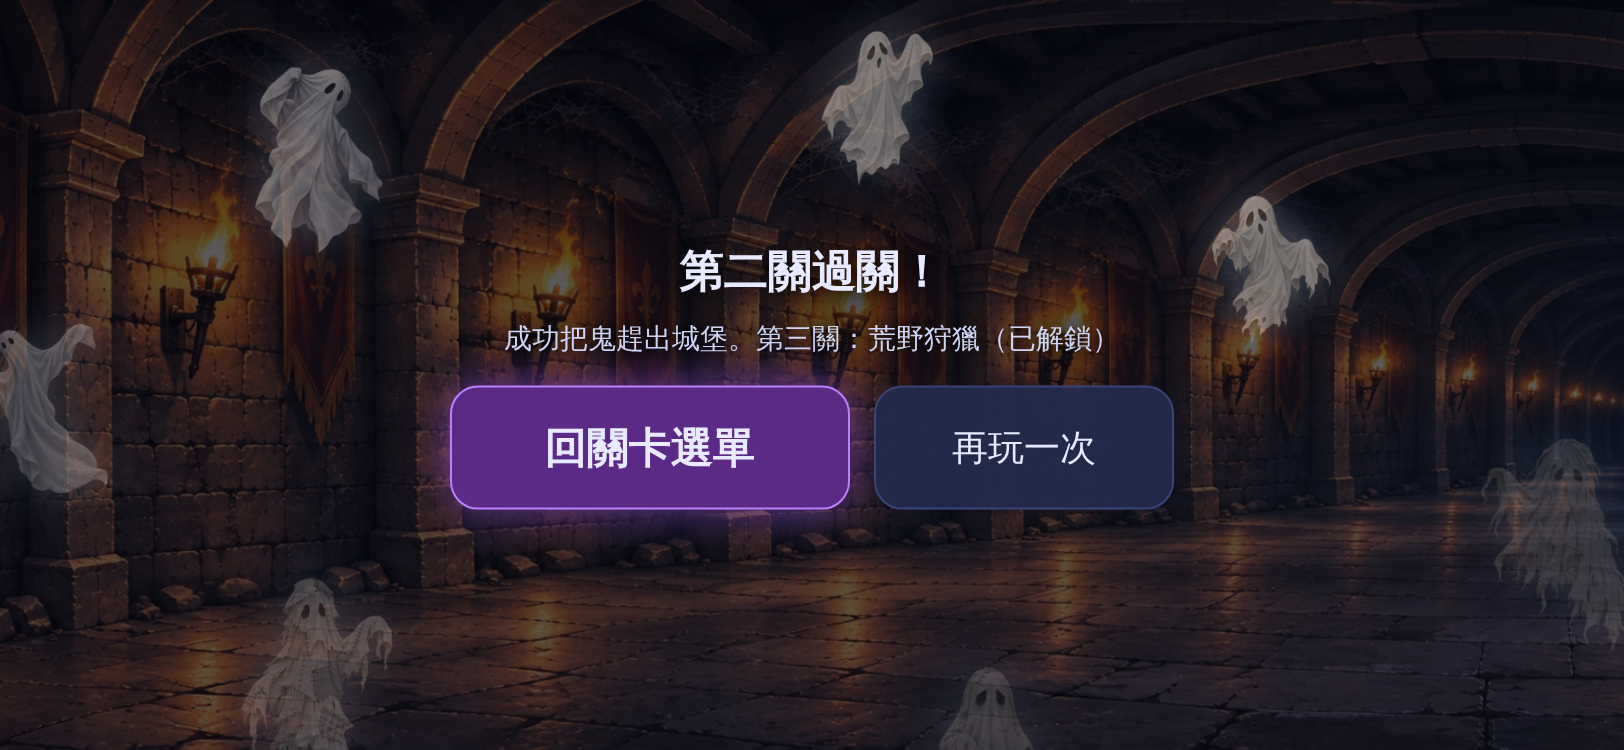 第二關過關！
成功把鬼趕出城堡。第三關：荒野狩獵（已解鎖）
回關卡選單
再玩一次